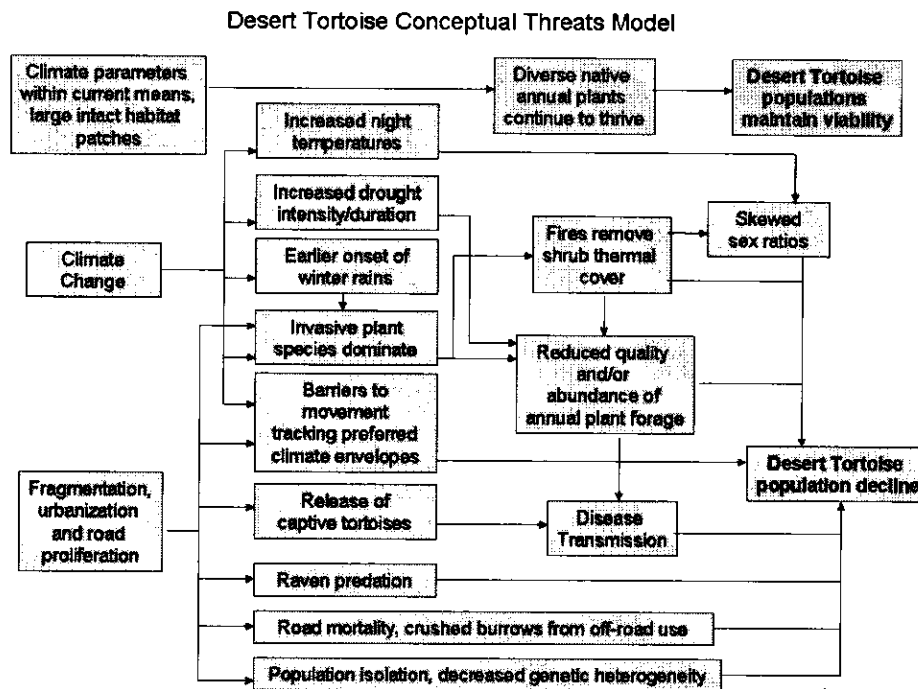 Desert Tortoise Conceptual Threats Model
Climate parameters
within current means,
large intact habitat
patches
Diverse native
annual plants
continue to thrive
Desert Tortoise
populations
maintain viability
Increased night
temperatures
Increased drought
intensity/duration
Skewed
sex ratios
Fires remove
shrub thermal
cover
Climate
Change
Earlier onset of
winter rains
Invasive plant
species dominate
Reduced quality
and/or
abundance of
annual plant forage
Barriers to
movement
tracking preferred
climate envelopes
Desert Tortoise
population decline
Fragmentation,
urbanization
and road
proliferation
Release of
captive tortoises
Disease
Transmission
Raven predation
Road mortality, crushed burrows from off-road use
Population isolation, decreased genetic heterogeneity